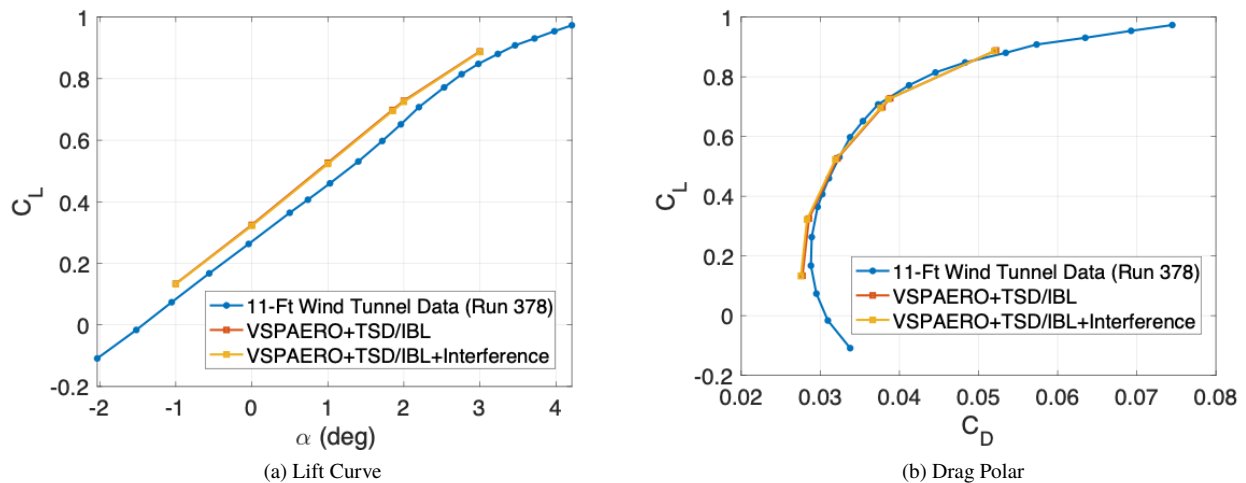 1
0.8
0.6
0.4
0.2
0
-0.2
C_L
-2 -1 0 1 2 3 4
α (deg)
11-Ft Wind Tunnel Data (Run 378)
VSPAERO+TSD/IBL
VSPAERO+TSD/IBL+Interference
(a) Lift Curve
1
0.8
0.6
0.4
0.2
0
-0.2
C_L
0.02 0.03 0.04 0.05 0.06 0.07 0.08
C_D
11-Ft Wind Tunnel Data (Run 378)
VSPAERO+TSD/IBL
VSPAERO+TSD/IBL+Interference
(b) Drag Polar